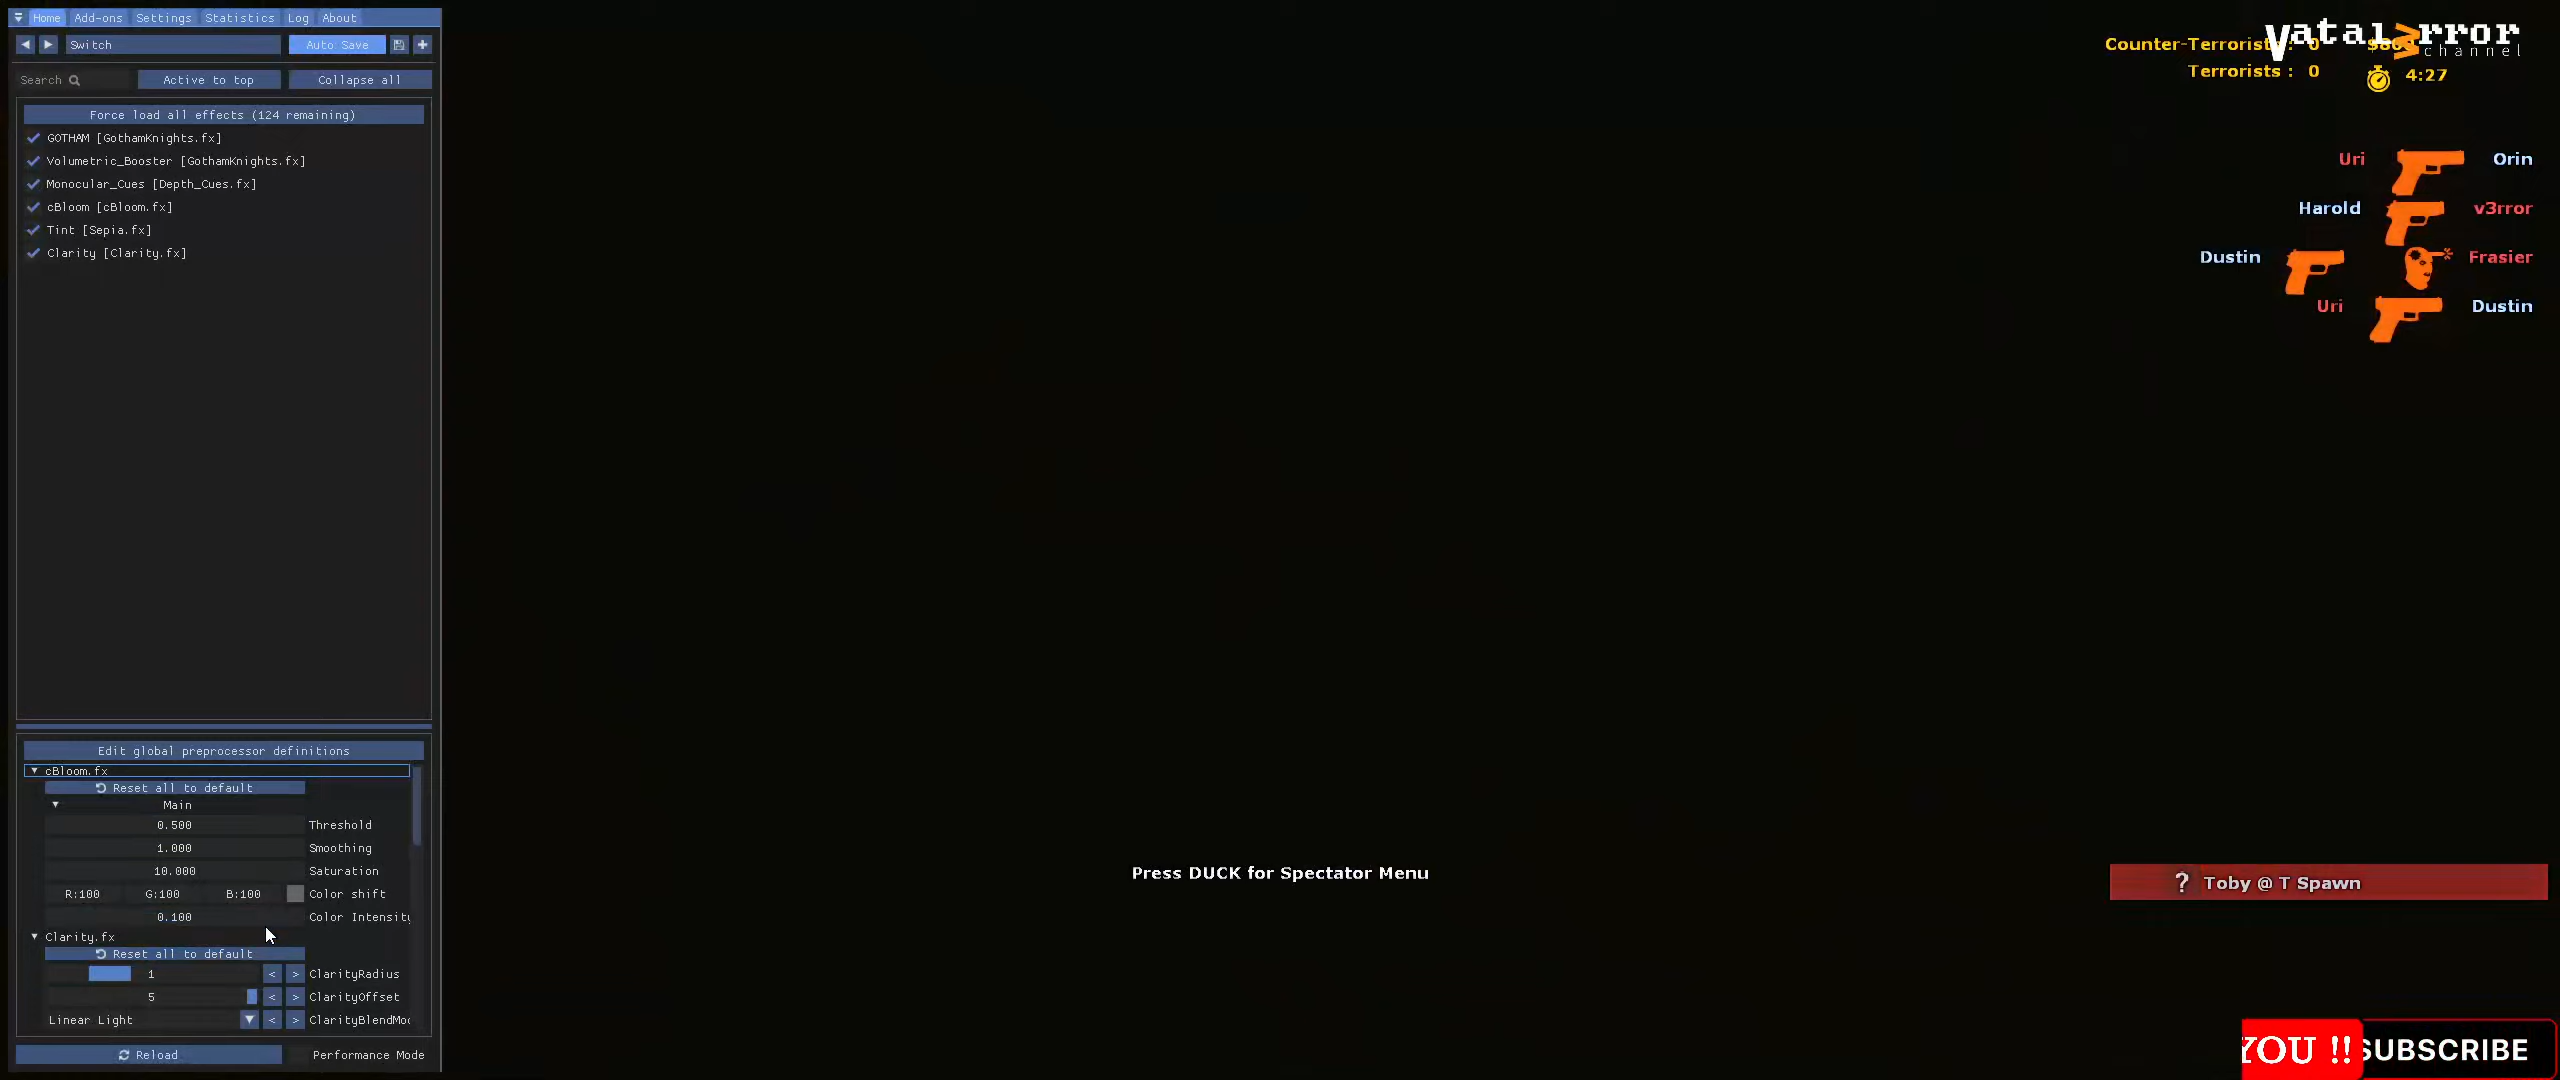 Home Add-ons Settings Statistics Log About
Switch Auto Save
Search Active to top Collapse all
Force load all effects (124 remaining)
GOTHAM [GothamKnights.fx]
Volumetric_Booster [GothamKnights.fx]
Monocular_Cues [Depth_Cues.fx]
cBloom [cBloom.fx]
Tint [Sepia.fx]
Clarity [Clarity.fx]
Edit global preprocessor definitions
cBloom.fx
Reset all to default
Main
0.500 Threshold
1.000 Smoothing
10.000 Saturation
R:100 G:100 B:100 Color shift
0.100 Color Intensity
Clarity.fx
Reset all to default
1 < > ClarityRadius
5 < > ClarityOffset
Linear Light < > ClarityBlendMo
Reload Performance Mode
Counter-Terrorists : 0
Terrorists : 0
4:27
channel
Uri Orin
Harold v3rror
Dustin Frasier
Uri Dustin
Press DUCK for Spectator Menu
? Toby @ T Spawn
YOU !! SUBSCRIBE